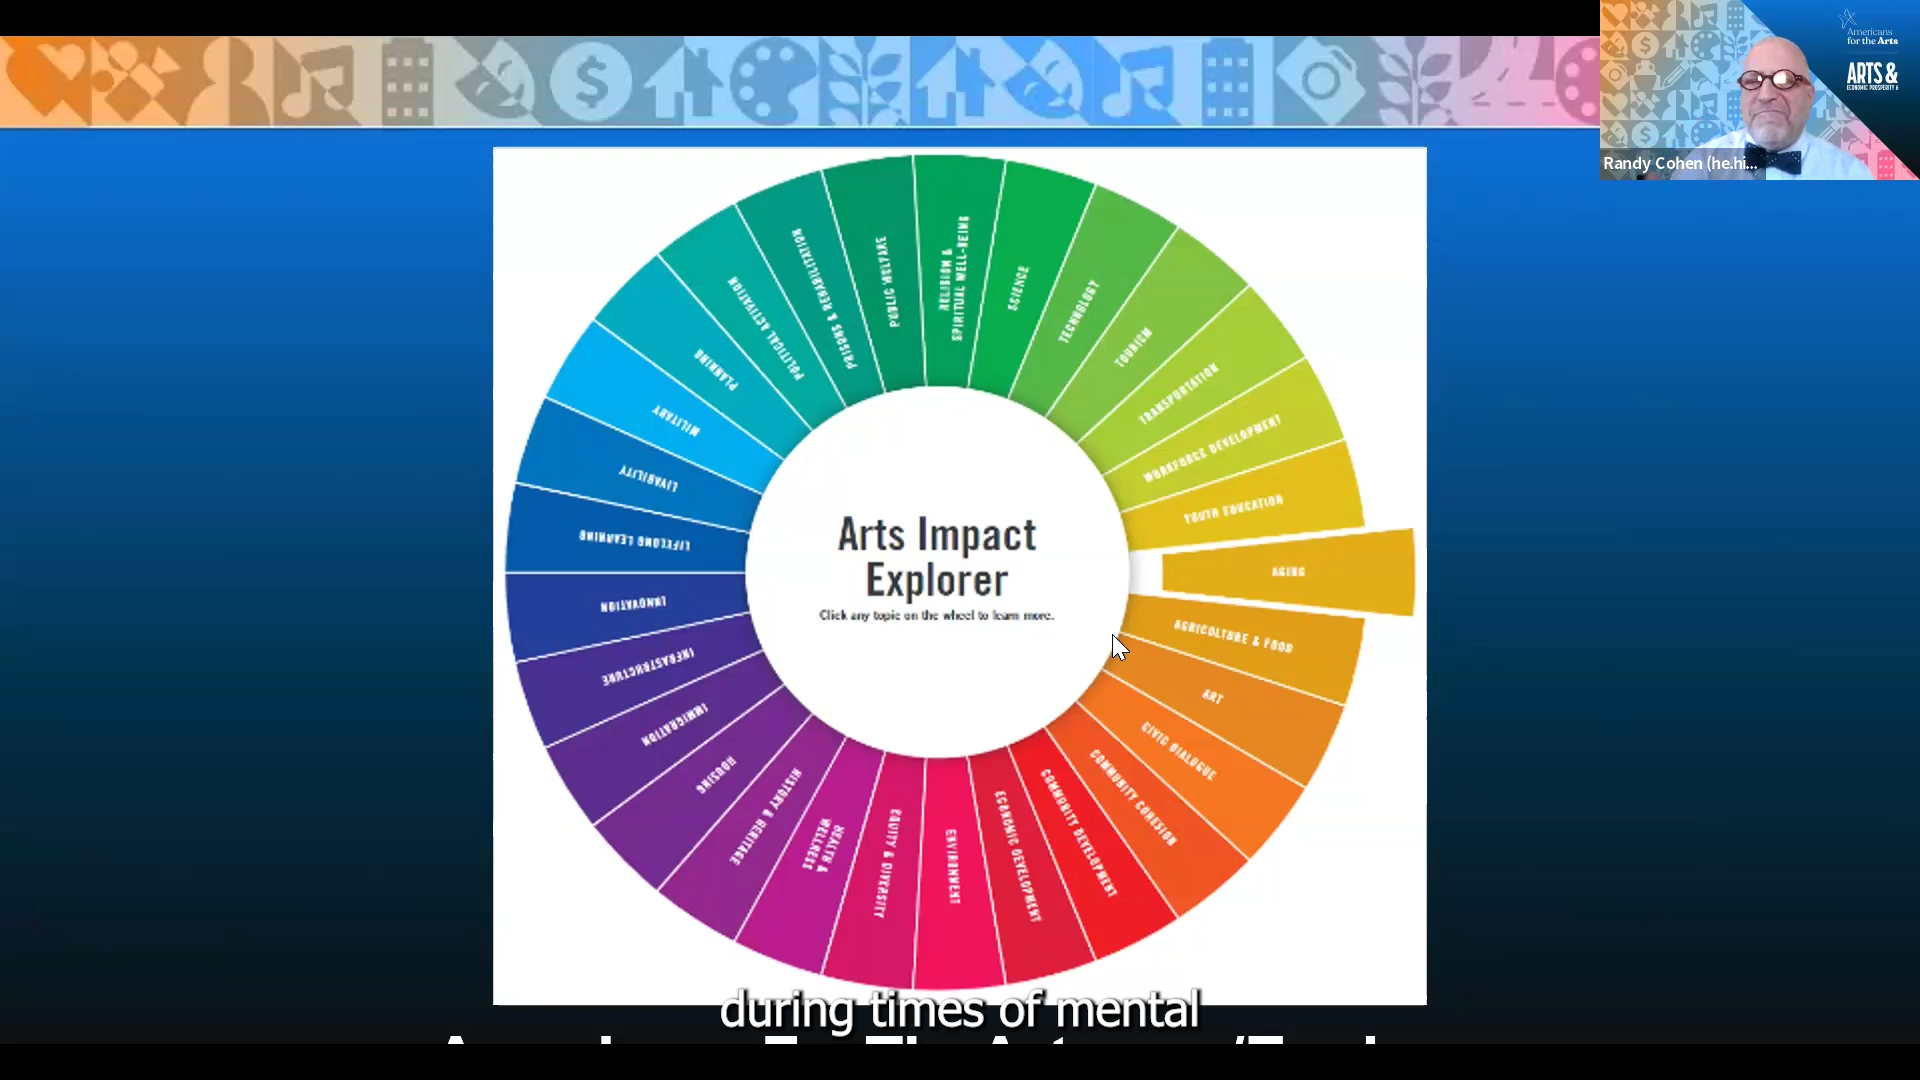 Americans
for the Arts
ARTS &
ECONOMIC PROSPERITY 6
Randy Cohen (he.hi...
RELIGION &
SPIRITUAL WELL-BEING
SCIENCE
TECHNOLOGY
TOURISM
TRANSPORTATION
WORKFORCE DEVELOPMENT
YOUTH EDUCATION
AGING
AGRICULTURE & FOOD
ART
CIVIC DIALOGUE
COMMUNITY COHESION
COMMUNITY DEVELOPMENT
ECONOMIC DEVELOPMENT
ENVIRONMENT
EQUITY & DIVERSITY
HEALTH &
WELLNESS
HISTORY & HERITAGE
HOUSING
IMMIGRATION
INFRASTRUCTURE
INNOVATION
LIFELONG LEARNING
LIVABILITY
MILITARY
PLANNING
POLITICAL ACTIVATION
PRISONS & REHABILITATION
PUBLIC WELFARE
Arts Impact
Explorer
Click any topic on the wheel to learn more.
during times of mental